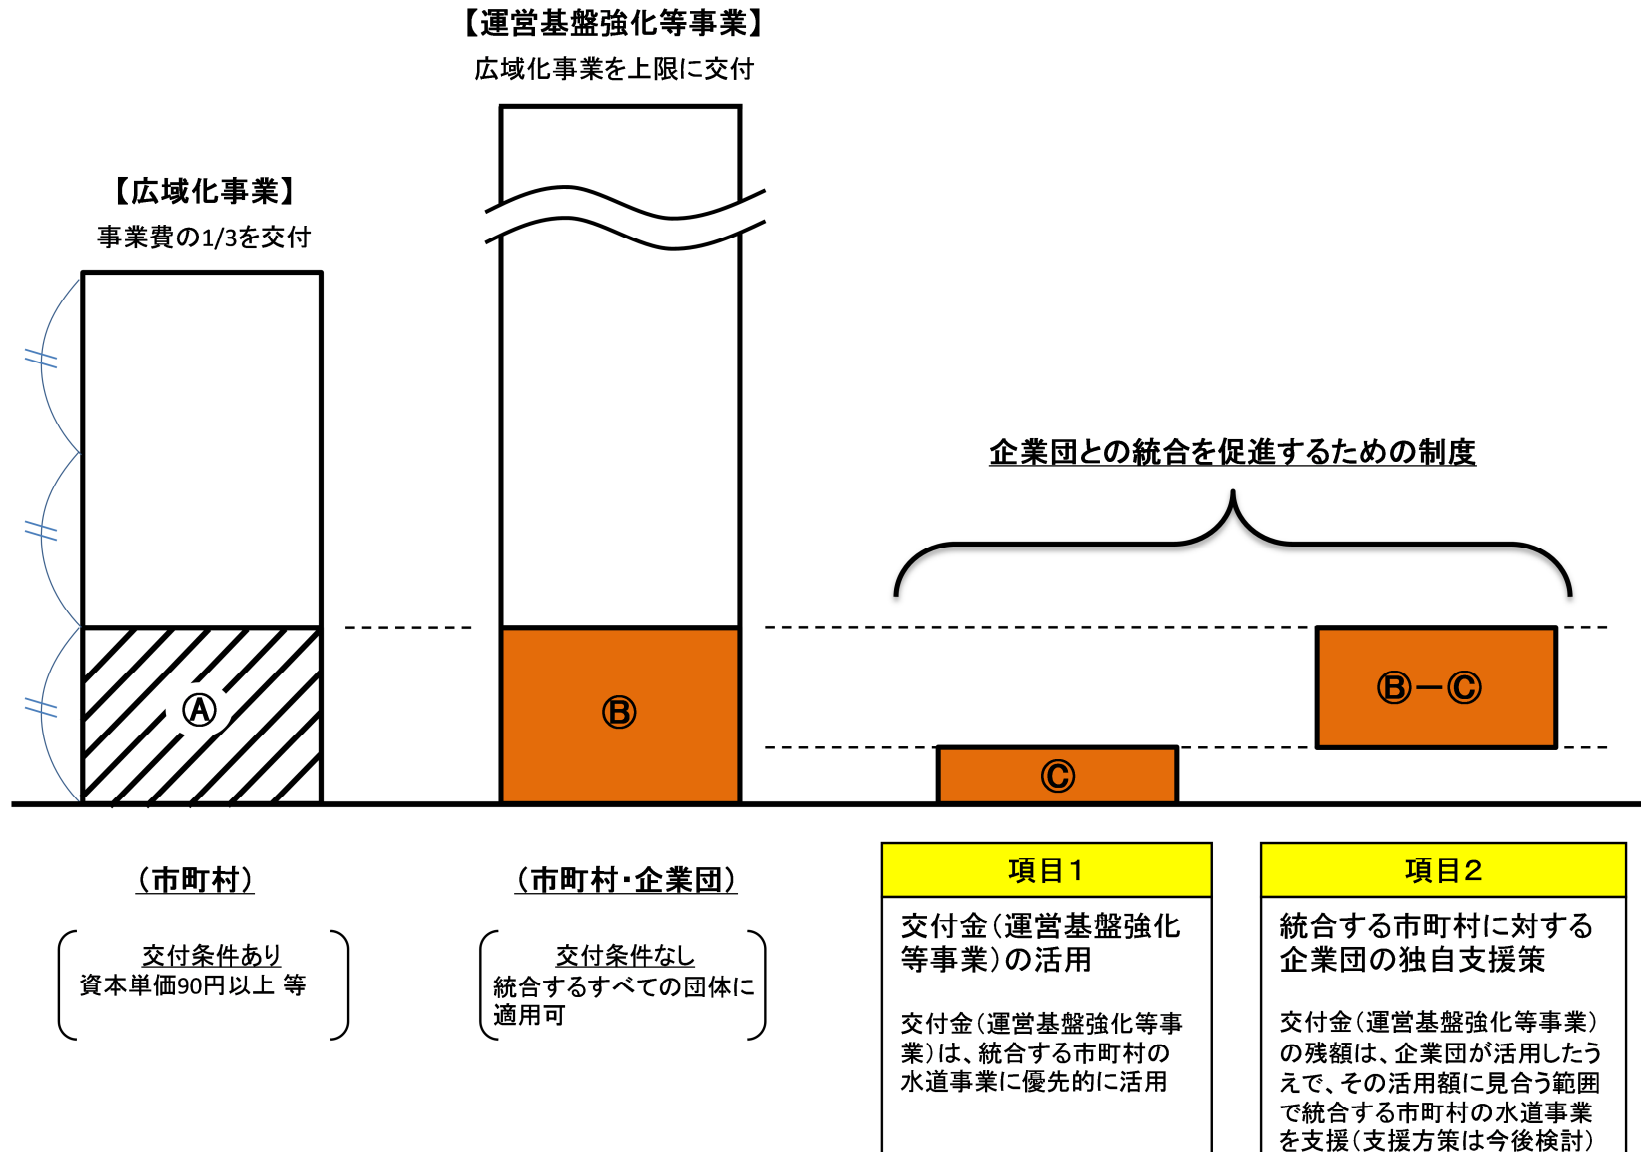 【運営基盤強化等事業】
広域化事業を上限に交付
【広域化事業】
事業費の1/3を交付
企業団との統合を促進するための制度
Ⓐ
Ⓑ
Ⓒ
Ⓑ－Ⓒ
（市町村）
交付条件あり
資本単価90円以上 等
（市町村・企業団）
交付条件なし
統合するすべての団体に
適用可
項目１
交付金（運営基盤強化
等事業）の活用
交付金（運営基盤強化等事
業）は、統合する市町村の
水道事業に優先的に活用
項目２
統合する市町村に対する
企業団の独自支援策
交付金（運営基盤強化等事業）
の残額は、企業団が活用したう
えで、その活用額に見合う範囲
で統合する市町村の水道事業
を支援（支援方策は今後検討）